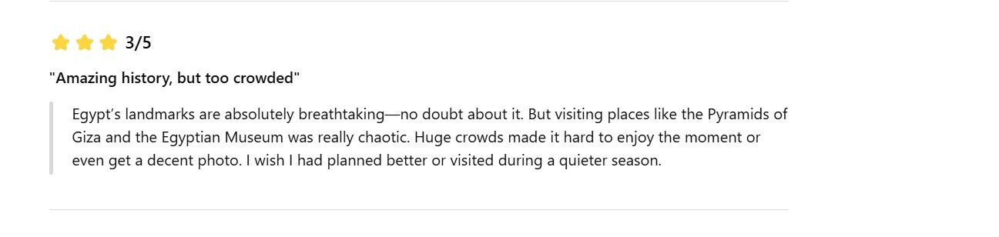 3/5
"Amazing history, but too crowded"
Egypt’s landmarks are absolutely breathtaking—no doubt about it. But visiting places like the Pyramids of
Giza and the Egyptian Museum was really chaotic. Huge crowds made it hard to enjoy the moment or
even get a decent photo. I wish I had planned better or visited during a quieter season.